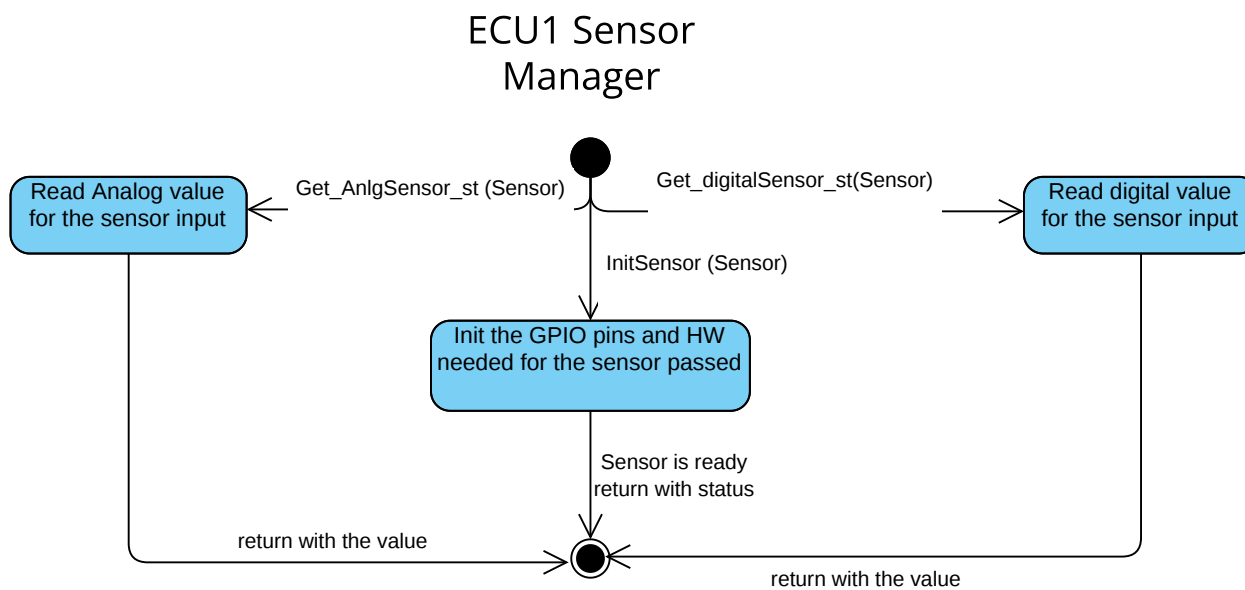 ECU1 Sensor
Manager
Get_AnlgSensor_st (Sensor)
Get_digitalSensor_st(Sensor)
Read Analog value
for the sensor input
Read digital value
for the sensor input
InitSensor (Sensor)
Init the GPIO pins and HW
needed for the sensor passed
Sensor is ready
return with status
return with the value
return with the value